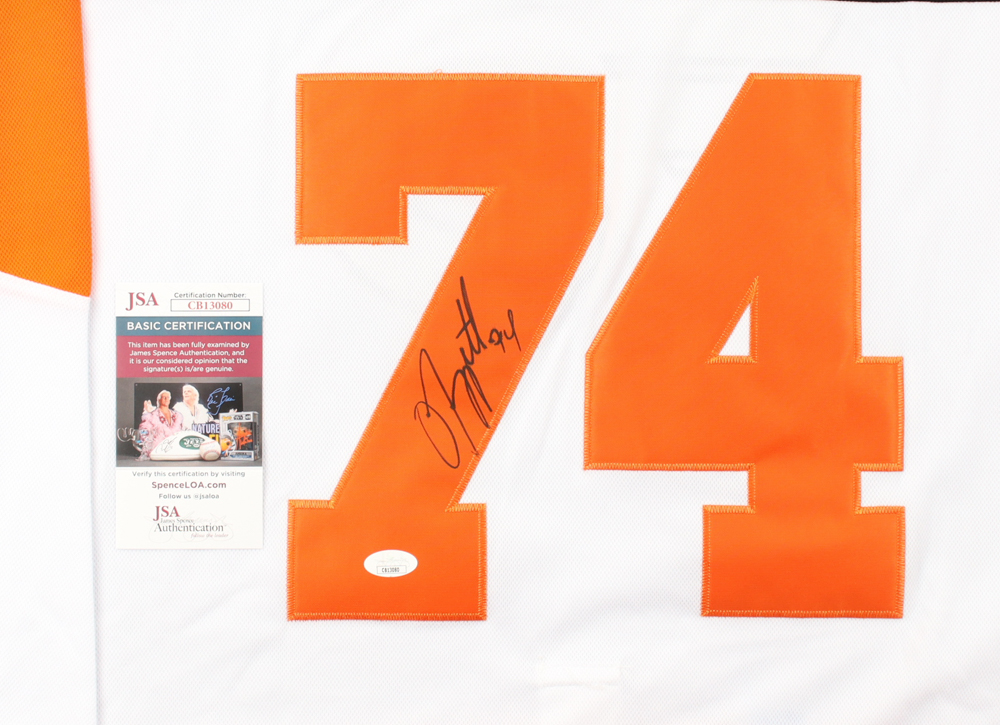 74
JSA
Certification Number:
CB13080
BASIC CERTIFICATION
This item has been fully examined by
James Spence Authentication, and
it is our considered opinion that the
signature(s) is/are genuine.
Verify this certification by visiting
SpenceLOA.com
Follow us @jsaloa
JSA
James Spence
Authentication
74
CB13080